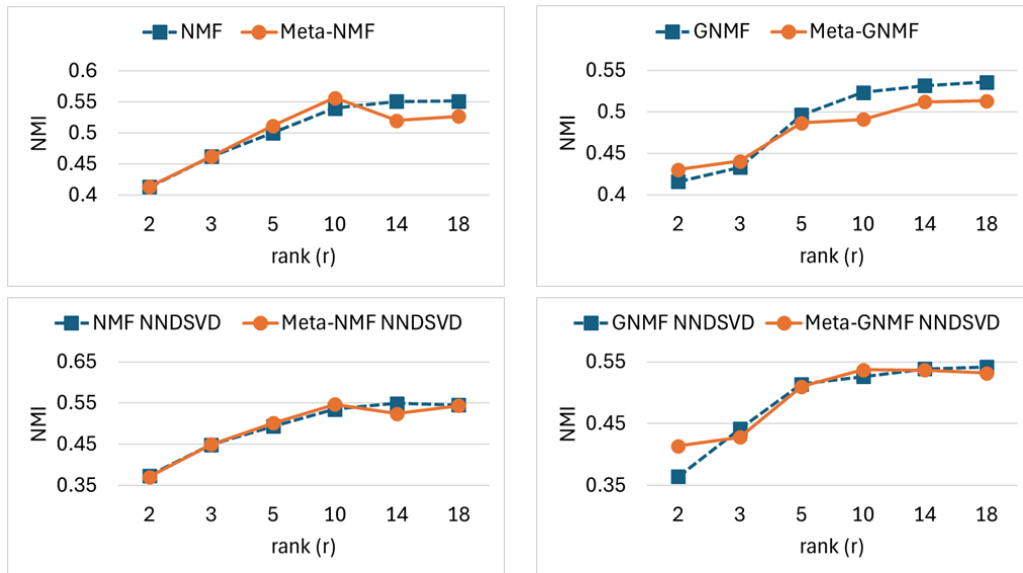 NMF Meta-NMF
0.6
0.55
0.5
0.45
0.4
NMI
2 3 5 10 14 18
rank (r)
GNMF Meta-GNMF
0.55
0.5
0.45
0.4
NMI
2 3 5 10 14 18
rank (r)
NMF NNDSVD Meta-NMF NNDSVD
0.65
0.55
0.45
0.35
NMI
2 3 5 10 14 18
rank (r)
GNMF NNDSVD Meta-GNMF NNDSVD
0.55
0.45
0.35
NMI
2 3 5 10 14 18
rank (r)